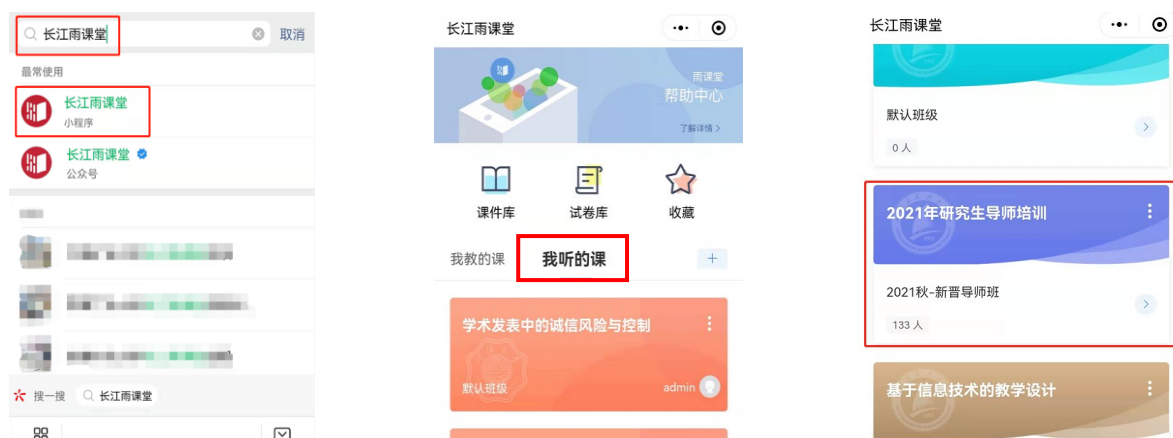 长江雨课堂
取消
最常使用
长江雨课堂
小程序
长江雨课堂
公众号
搜一搜
长江雨课堂
长江雨课堂
雨课堂
帮助中心
了解详情 >
课件库
试卷库
收藏
我教的课
我听的课
学术发表中的诚信风险与控制
默认班级
admin
长江雨课堂
默认班级
0 人
2021年研究生导师培训
2021秋-新晋导师班
133 人
基于信息技术的教学设计